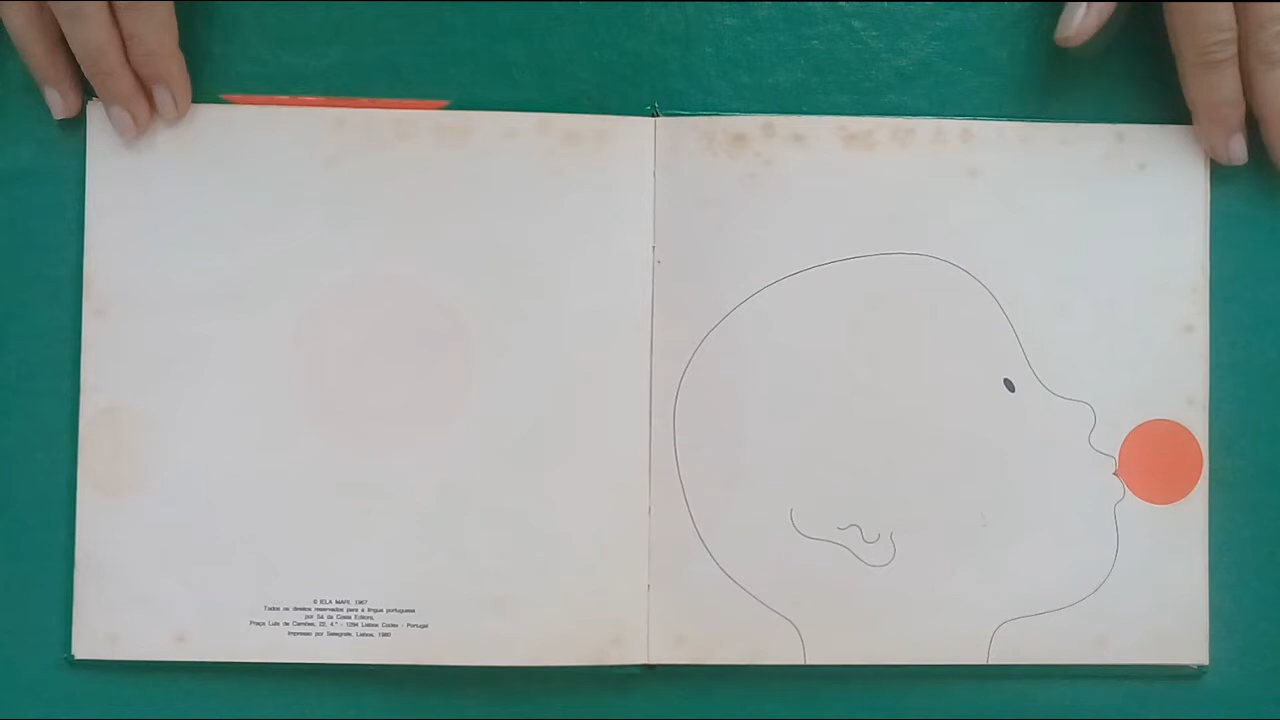 © IELA MARI, 1967
Todos os direitos reservados para a língua portuguesa
por Sá da Costa Editora,
Praça Luís de Camões, 22, 4.º - 1294 Lisboa Codex - Portugal
Impresso por Selegrafe, Lisboa, 1980